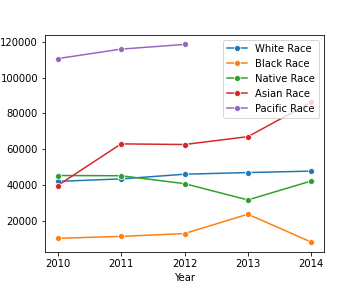 120000
100000
80000
60000
40000
20000
2010 2011 2012 2013 2014
Year
White Race
Black Race
Native Race
Asian Race
Pacific Race